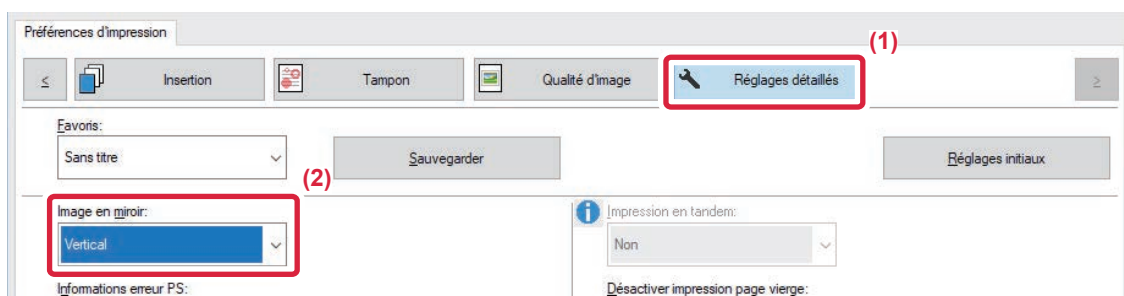 Préférences d'impression
(1)
<
Insertion
Tampon
Qualité d'image
Réglages détaillés
>
Favoris:
Sans titre
Sauvegarder
Réglages initiaux
(2)
Image en miroir:
Vertical
Impression en tandem:
Non
Informations erreur PS:
Désactiver impression page vierge: